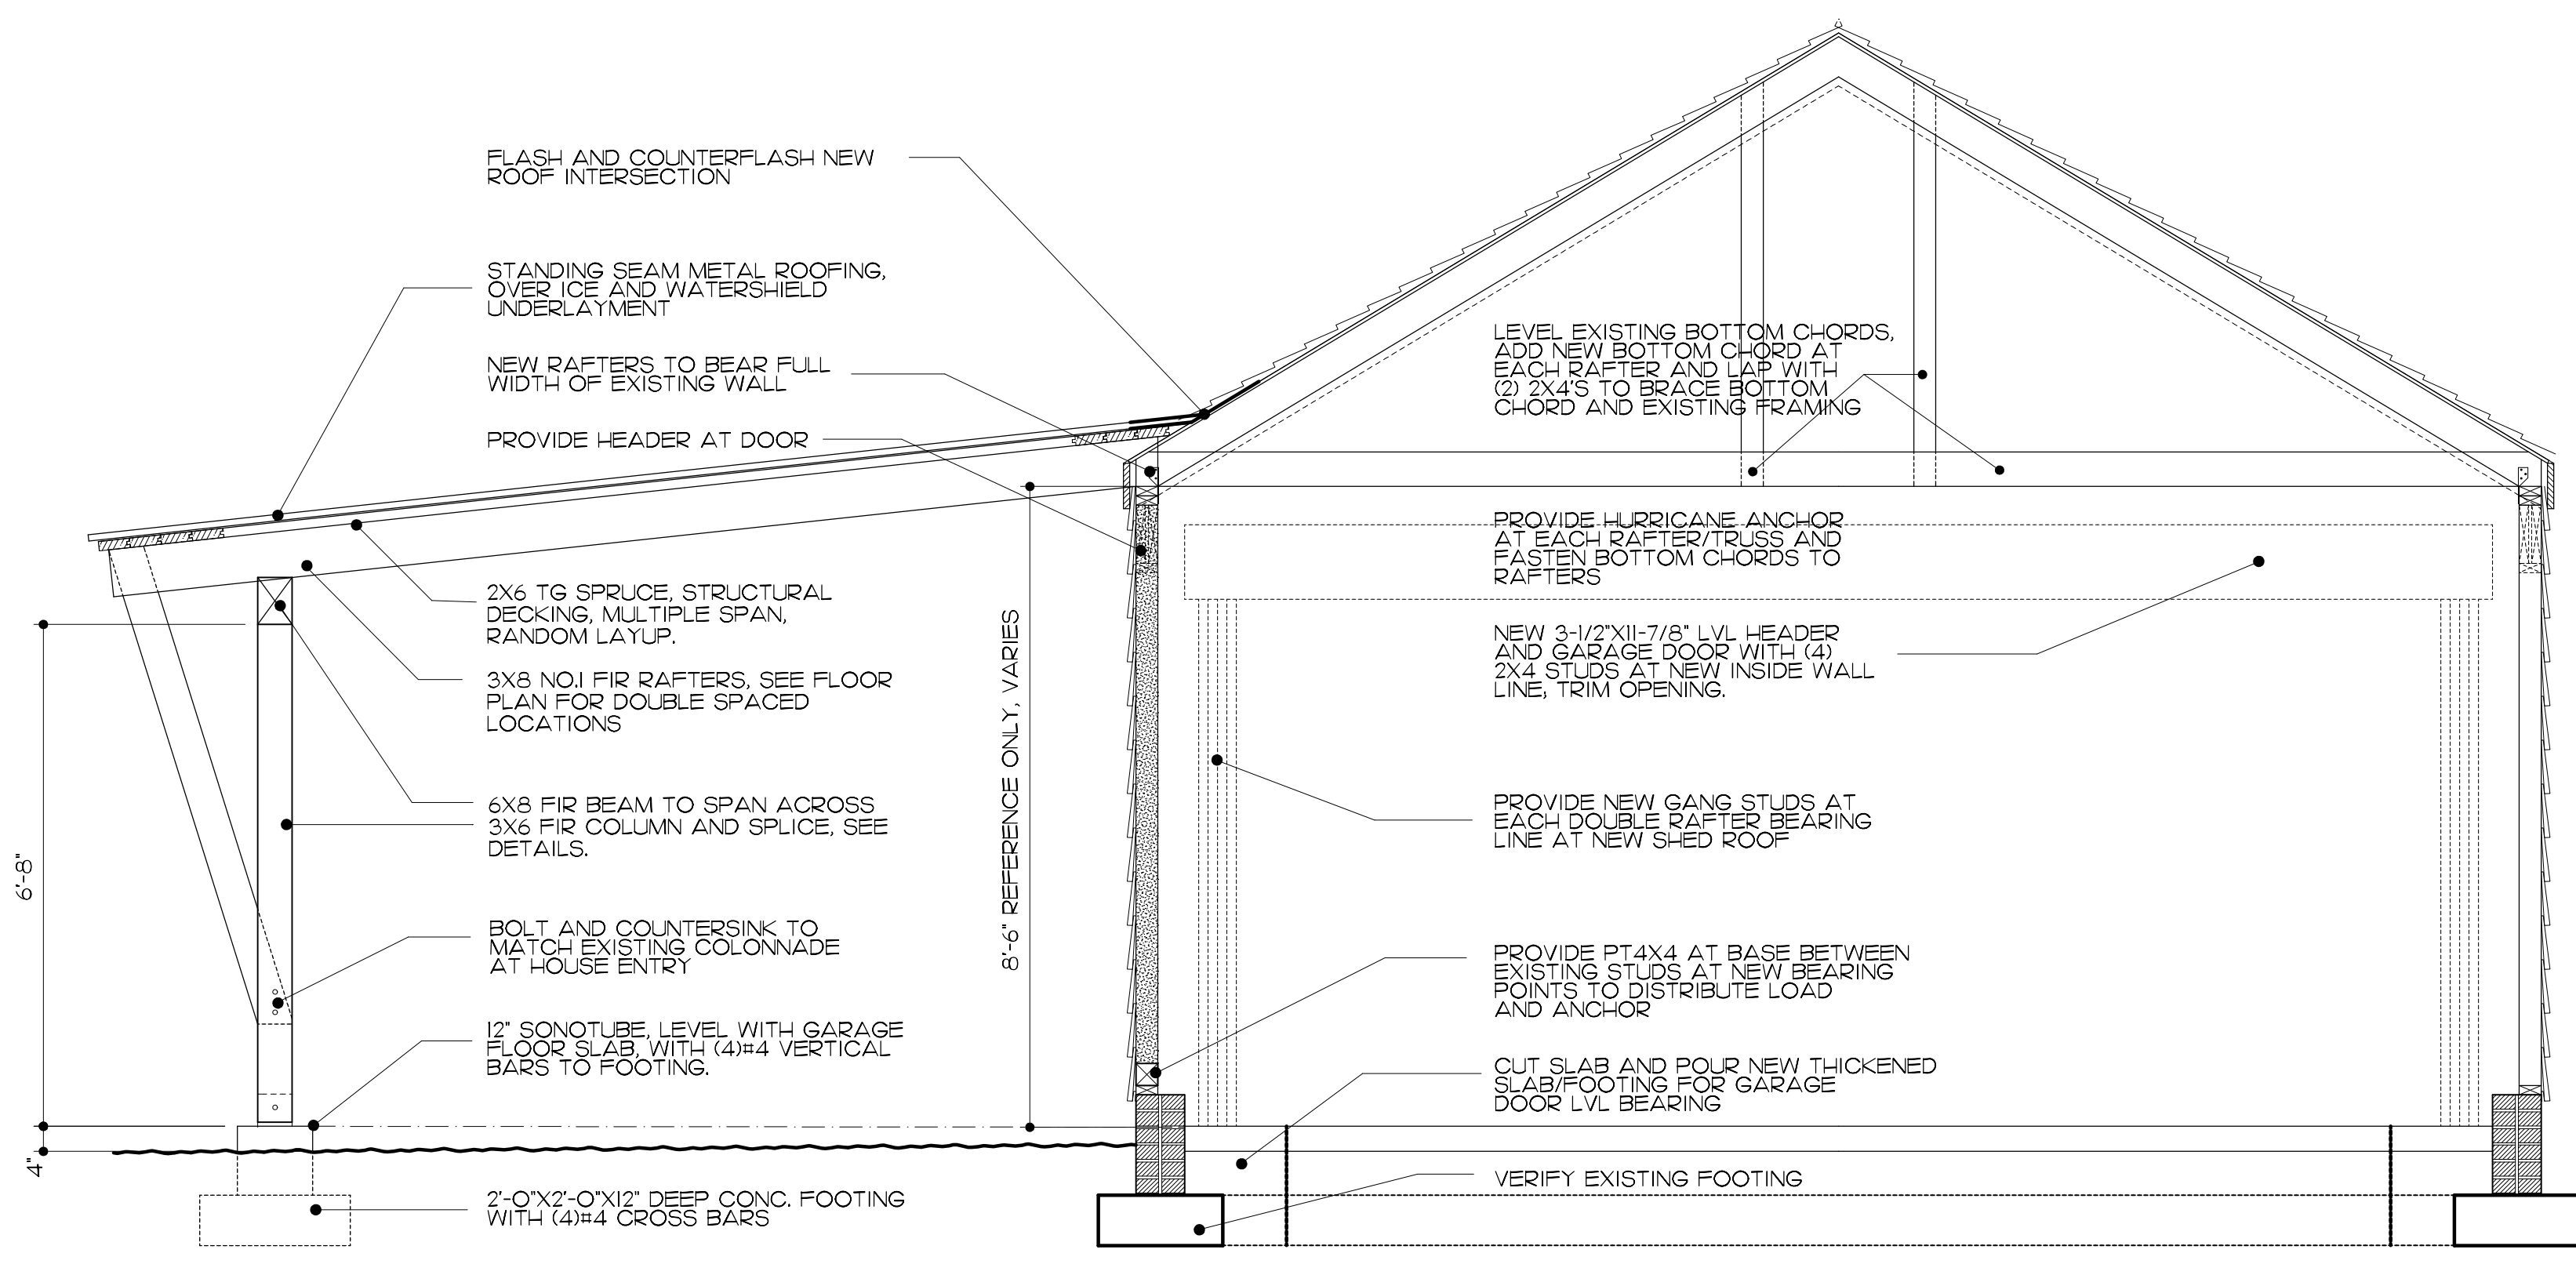 FLASH AND COUNTERFLASH NEW
ROOF INTERSECTION
STANDING SEAM METAL ROOFING,
OVER ICE AND WATERSHIELD
UNDERLAYMENT
NEW RAFTERS TO BEAR FULL
WIDTH OF EXISTING WALL
PROVIDE HEADER AT DOOR
2X6 TG SPRUCE, STRUCTURAL
DECKING, MULTIPLE SPAN,
RANDOM LAYUP.
3X8 NO.1 FIR RAFTERS, SEE FLOOR
PLAN FOR DOUBLE SPACED
LOCATIONS
6X8 FIR BEAM TO SPAN ACROSS
3X6 FIR COLUMN AND SPLICE, SEE
DETAILS.
BOLT AND COUNTERSINK TO
MATCH EXISTING COLONNADE
AT HOUSE ENTRY
12" SONOTUBE, LEVEL WITH GARAGE
FLOOR SLAB, WITH (4)#4 VERTICAL
BARS TO FOOTING.
2'-0"X2'-0"X12" DEEP CONC. FOOTING
WITH (4)#4 CROSS BARS
6'-8"
4"
8'-6" REFERENCE ONLY, VARIES
LEVEL EXISTING BOTTOM CHORDS,
ADD NEW BOTTOM CHORD AT
EACH RAFTER AND LAP WITH
(2) 2X4'S TO BRACE BOTTOM
CHORD AND EXISTING FRAMING
PROVIDE HURRICANE ANCHOR
AT EACH RAFTER/TRUSS AND
FASTEN BOTTOM CHORDS TO
RAFTERS
NEW 3-1/2"X11-7/8" LVL HEADER
AND GARAGE DOOR WITH (4)
2X4 STUDS AT NEW INSIDE WALL
LINE, TRIM OPENING.
PROVIDE NEW GANG STUDS AT
EACH DOUBLE RAFTER BEARING
LINE AT NEW SHED ROOF
PROVIDE PT4X4 AT BASE BETWEEN
EXISTING STUDS AT NEW BEARING
POINTS TO DISTRIBUTE LOAD
AND ANCHOR
CUT SLAB AND POUR NEW THICKENED
SLAB/FOOTING FOR GARAGE
DOOR LVL BEARING
VERIFY EXISTING FOOTING